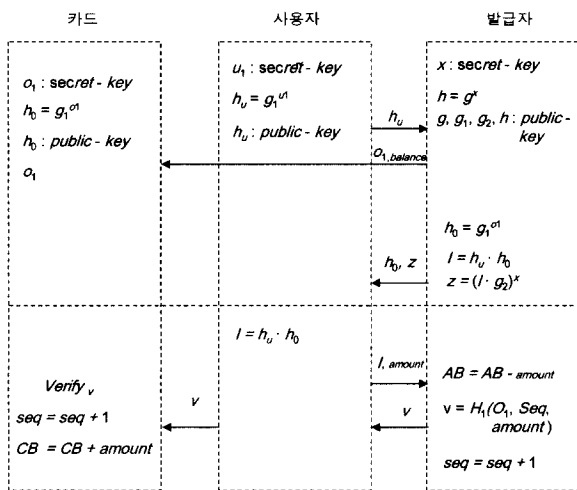 카드
사용자
발급자
o₁ : secret - key
h₀ = g₁^o1
h₀ : public - key
o₁
u₁ : secret - key
hᵤ = g₁^u1
hᵤ : public - key
x : secret - key
h = gˣ
g, g₁, g₂, h : public -
key
hᵤ
o₁,balance
h₀ = g₁^o1
I = hᵤ · h₀
z = (I · g₂)ˣ
h₀, z
I = hᵤ · h₀
I, amount
AB = AB - amount
v = H₁(O₁, Seq,
amount)
seq = seq + 1
v
v
Verify ᵥ
seq = seq + 1
CB = CB + amount